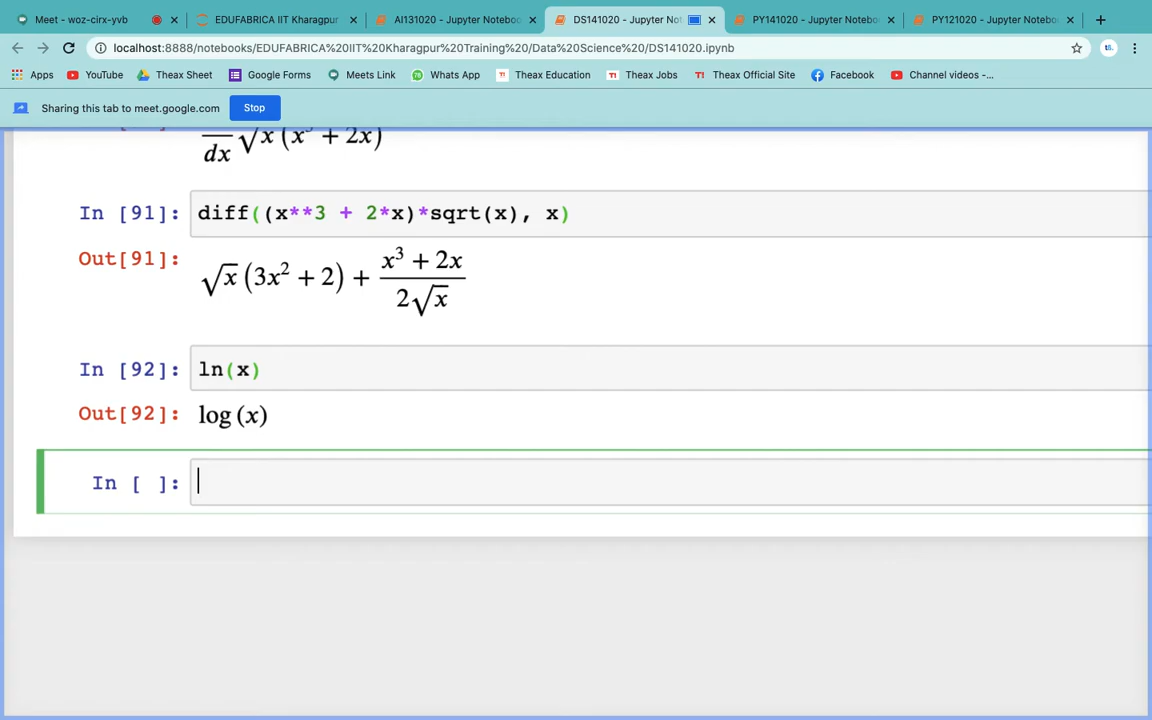 Meet - woz-cirx-yvb
EDUFABRICA IIT Kharagpur
AI131020 - Jupyter Noteboo
DS141020 - Jupyter Not
PY141020 - Jupyter Notebo
PY121020 - Jupyter Notebo
localhost:8888/notebooks/EDUFABRICA%20IIT%20Kharagpur%20Training%20/Data%20Science%20/DS141020.ipynb
Apps YouTube Theax Sheet Google Forms Meets Link Whats App Theax Education Theax Jobs Theax Official Site Facebook Channel videos -...
Sharing this tab to meet.google.com Stop
dx √x (x³ + 2x)
In [91]: diff((x**3 + 2*x)*sqrt(x), x)
Out[91]: √x (3x² + 2) + (x³ + 2x)/(2√x)
In [92]: ln(x)
Out[92]: log (x)
In [ ]: